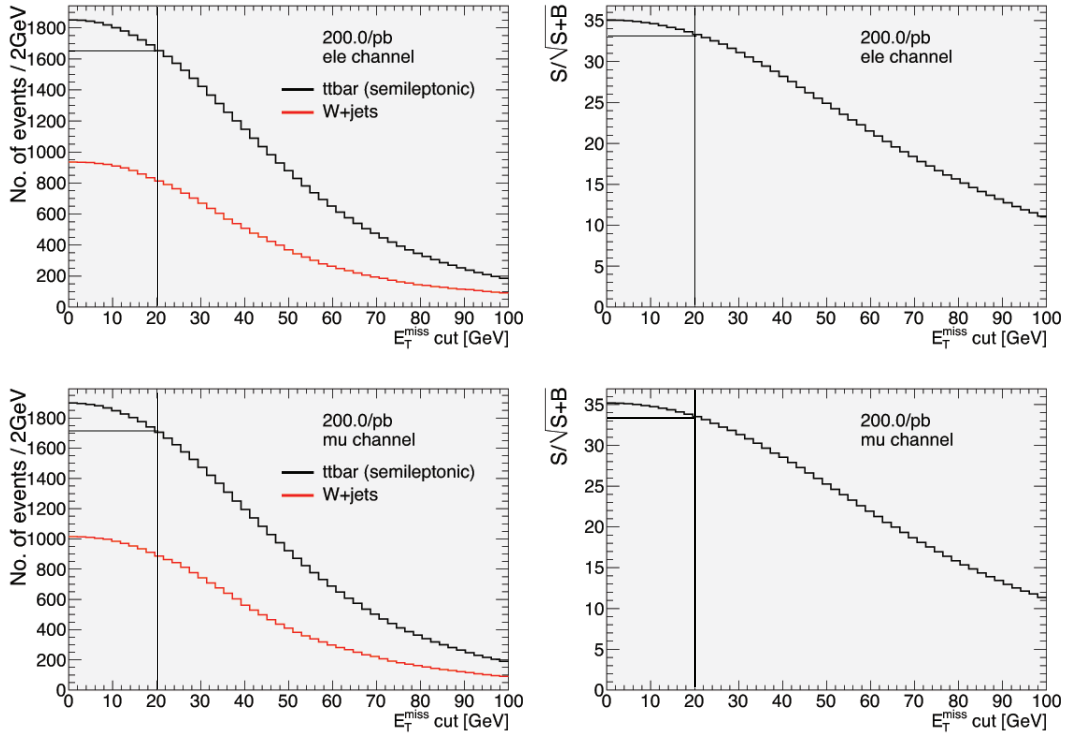 No. of events / 2GeV
1800
1600
1400
1200
1000
800
600
400
200
0
0 10 20 30 40 50 60 70 80 90 100
E_T^miss cut [GeV]
200.0/pb
ele channel
ttbar (semileptonic)
W+jets
S/√S+B
35
30
25
20
15
10
5
0
0 10 20 30 40 50 60 70 80 90 100
E_T^miss cut [GeV]
200.0/pb
ele channel
No. of events / 2GeV
1800
1600
1400
1200
1000
800
600
400
200
0
0 10 20 30 40 50 60 70 80 90 100
E_T^miss cut [GeV]
200.0/pb
mu channel
ttbar (semileptonic)
W+jets
S/√S+B
35
30
25
20
15
10
5
0
0 10 20 30 40 50 60 70 80 90 100
E_T^miss cut [GeV]
200.0/pb
mu channel